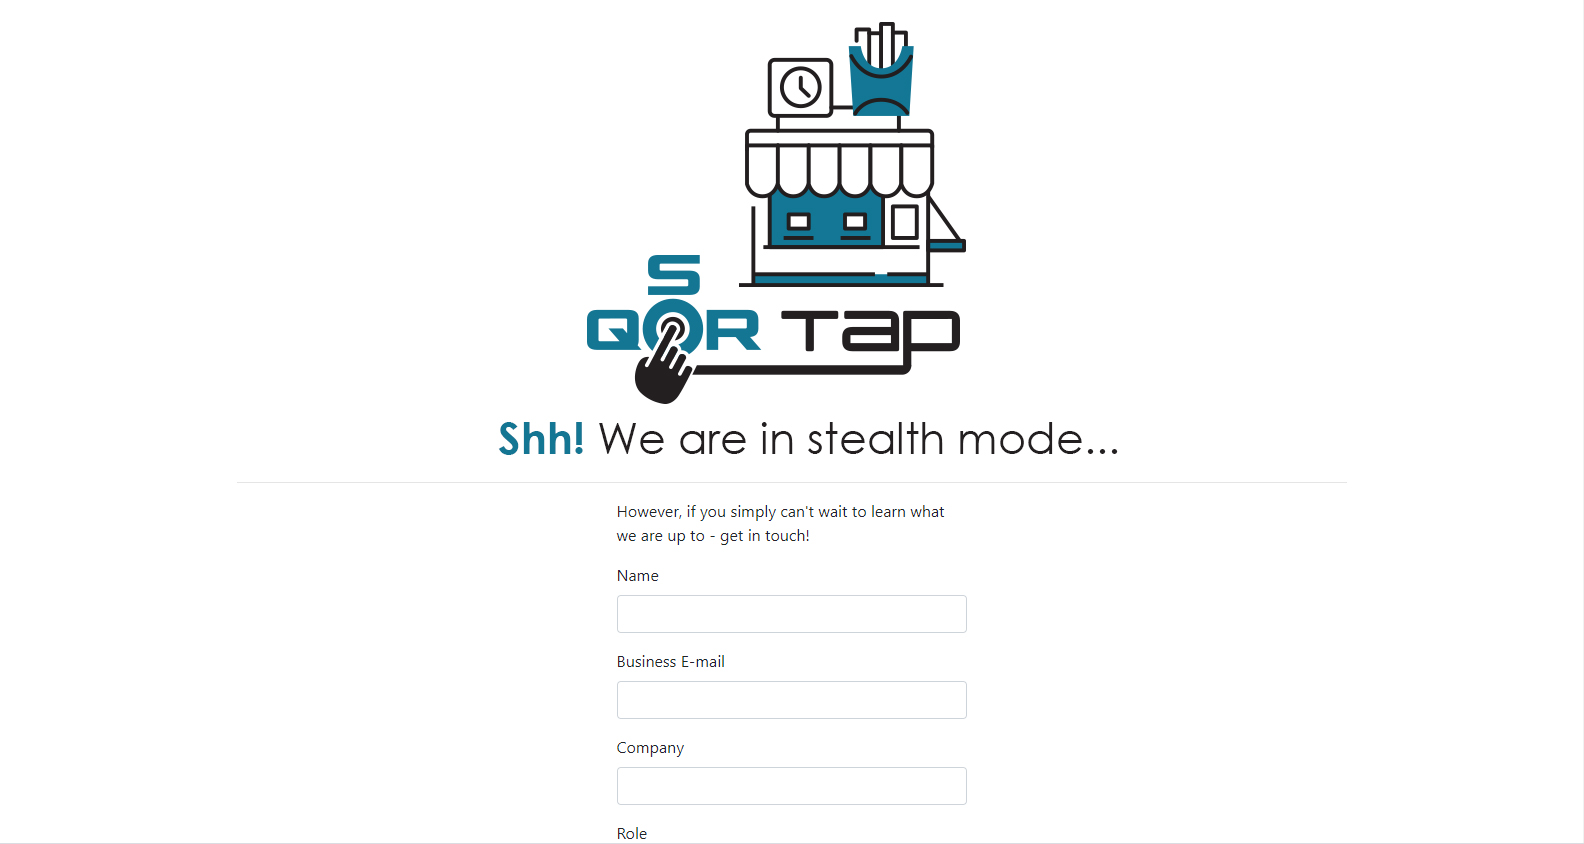 S
QOR Tap
Shh! We are in stealth mode...
However, if you simply can't wait to learn what
we are up to - get in touch!
Name
Business E-mail
Company
Role